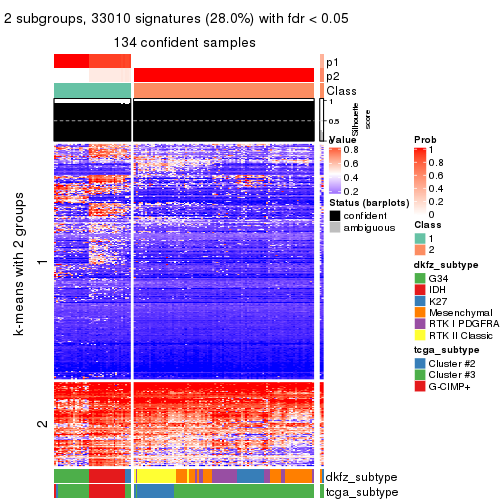 2 subgroups, 33010 signatures (28.0%) with fdr < 0.05
134 confident samples
p1
p2
Class
1
0.5
0
Silhouette
score
k-means with 2 groups
1
2
Value
0.8
0.6
0.4
0.2
Status (barplots)
confident
ambiguous
Prob
1
0.8
0.6
0.4
0.2
0
Class
1
2
dkfz_subtype
G34
IDH
K27
Mesenchymal
RTK I PDGFRA
RTK II Classic
tcga_subtype
Cluster #2
Cluster #3
G-CIMP+
dkfz_subtype
tcga_subtype